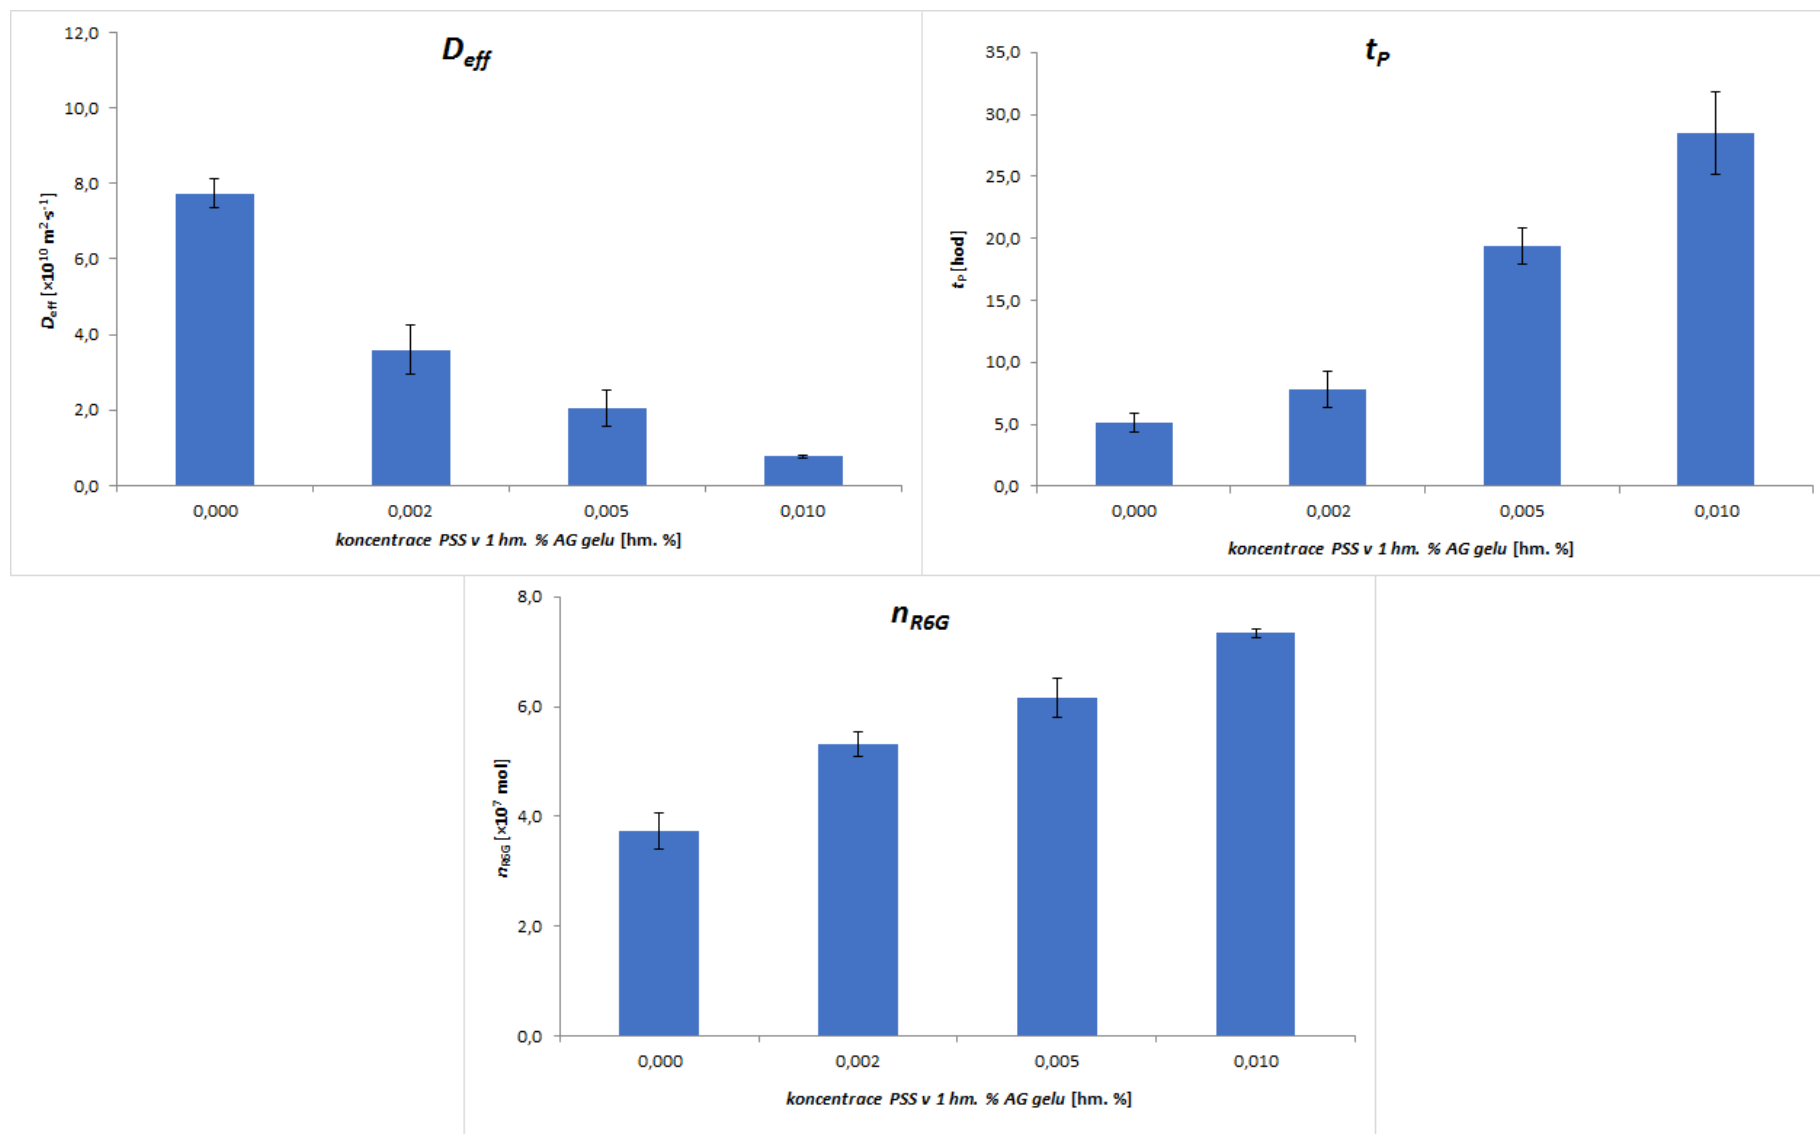 D_eff
12,0
10,0
8,0
6,0
4,0
2,0
0,0
D_eff [×10^10 m^2·s^-1]
0,000 0,002 0,005 0,010
koncentrace PSS v 1 hm. % AG gelu [hm. %]
t_P
35,0
30,0
25,0
20,0
15,0
10,0
5,0
0,0
t_P [hod]
0,000 0,002 0,005 0,010
koncentrace PSS v 1 hm. % AG gelu [hm. %]
n_R6G
8,0
6,0
4,0
2,0
0,0
n_R6G [×10^7 mol]
0,000 0,002 0,005 0,010
koncentrace PSS v 1 hm. % AG gelu [hm. %]